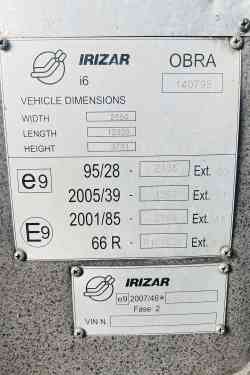 IRIZAR OBRA
i6 140795
VEHICLE DIMENSIONS
WIDTH
LENGTH
HEIGHT
e9 95/28 - Ext.
2005/39 - Ext.
2001/85 - Ext.
E9 66 R - Ext.
IRIZAR
e9 2007/46*
Fase 2
VIN N.